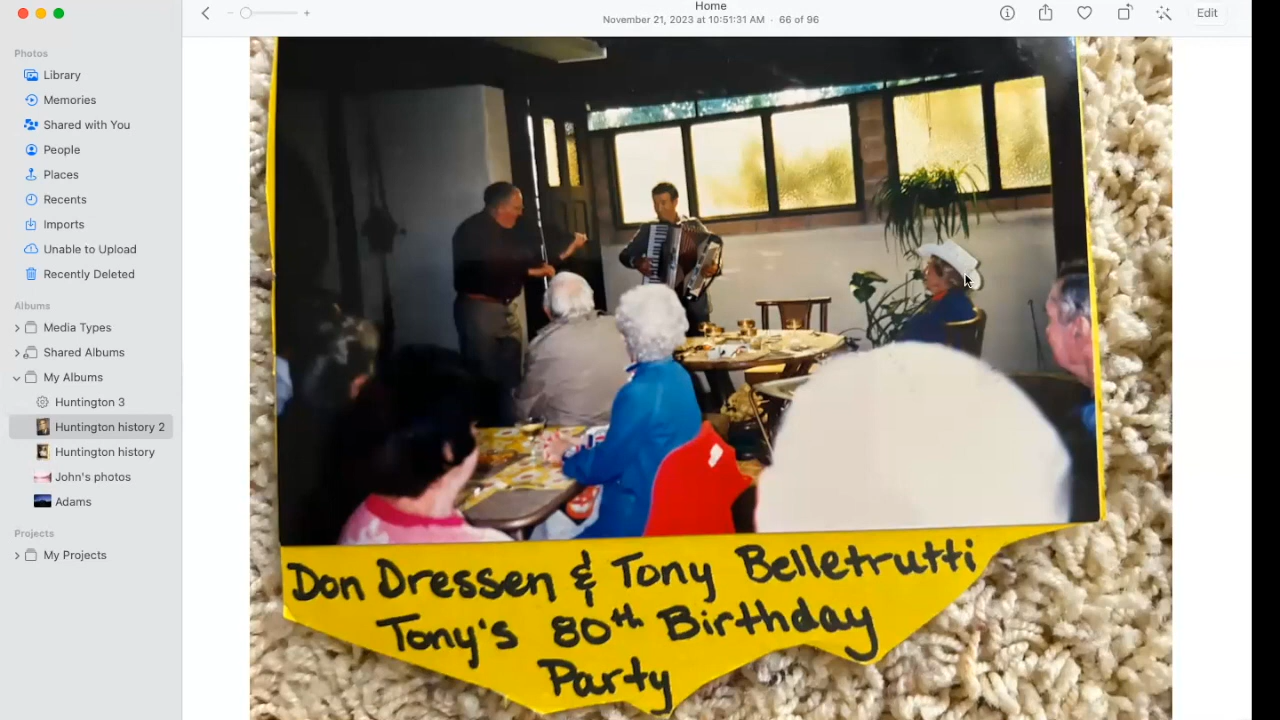 Home
November 21, 2023 at 10:51:31 AM · 66 of 96
Edit
Photos
Library
Memories
Shared with You
People
Places
Recents
Imports
Unable to Upload
Recently Deleted
Albums
Media Types
Shared Albums
My Albums
Huntington 3
Huntington history 2
Huntington history
John's photos
Adams
Projects
My Projects
Don Dressen & Tony Belletrutti
Tony's 80th Birthday
Party